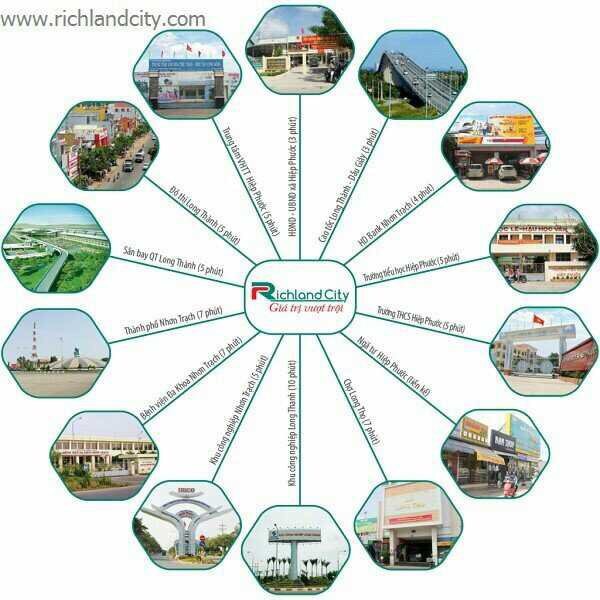 www.richlandcity.com
HĐND - UBND xã Hiệp Phước (3 phút)
Cao tốc Long Thành - Dầu Giây (3 phút)
HD Bank Nhơn Trạch (4 phút)
Trường tiểu học Hiệp Phước (5 phút)
Trường THCS Hiệp Phước (5 phút)
Ngã tư Hiệp Phước (liền kề)
Chợ Long Thọ (7 phút)
Khu công nghiệp Long Thành (10 phút)
Khu công nghiệp Nhơn Trạch (5 phút)
Bệnh viện Đa Khoa Nhơn Trạch (7 phút)
Thành phố Nhơn Trạch (7 phút)
Sân bay QT Long Thành (5 phút)
Đô thị Long Thành (5 phút)
Trung tâm VHTT Hiệp Phước (5 phút)
Richland City
Giá trị vượt trội